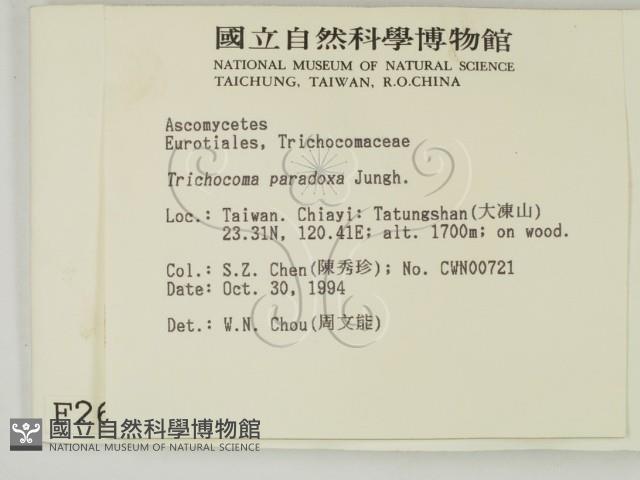 國立自然科學博物館
NATIONAL MUSEUM OF NATURAL SCIENCE
TAICHUNG, TAIWAN, R.O.CHINA
Ascomycetes
Eurotiales, Trichocomaceae
Trichocoma paradoxa Jungh.
Loc.: Taiwan. Chiayi: Tatungshan(大凍山)
23.31N, 120.41E; alt. 1700m; on wood.
Col.: S.Z. Chen(陳秀珍); No. CWN00721
Date: Oct. 30, 1994
Det.: W.N. Chou(周文能)
F26
國立自然科學博物館
NATIONAL MUSEUM OF NATURAL SCIENCE